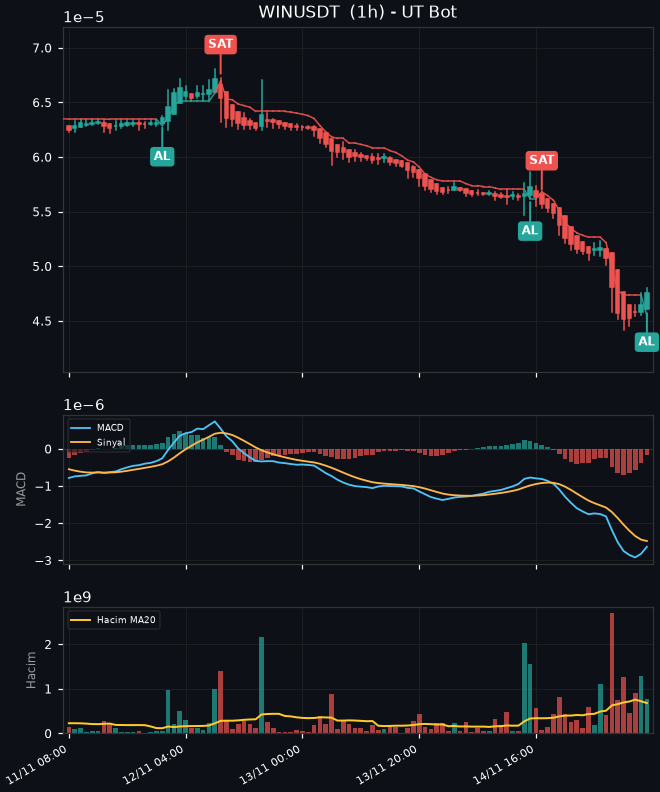 WINUSDT  (1h) - UT Bot
1e−5
7.0
6.5
6.0
5.5
5.0
4.5
SAT
AL
SAT
AL
AL
1e−6
MACD
Sinyal
0
−1
−2
−3
MACD
1e9
Hacim MA20
2
1
0
Hacim
11/11 08:00
12/11 04:00
13/11 00:00
13/11 20:00
14/11 16:00